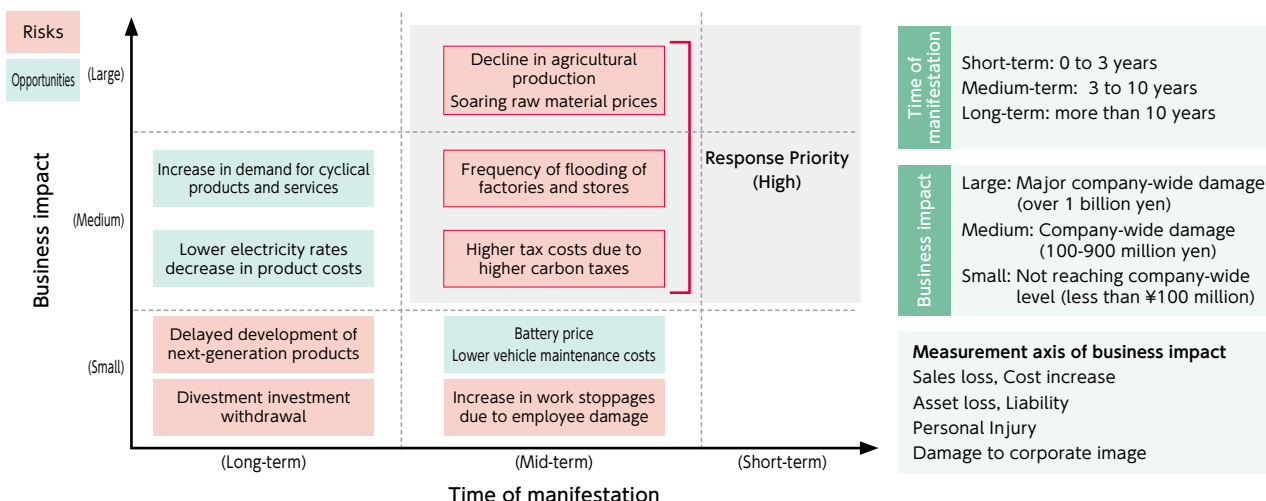 Risks
Opportunities
Business impact
(Large)
(Medium)
(Small)
Decline in agricultural
production
Soaring raw material prices
Increase in demand for cyclical
products and services
Frequency of flooding of
factories and stores
Response Priority
(High)
Lower electricity rates
decrease in product costs
Higher tax costs due to
higher carbon taxes
Delayed development of
next-generation products
Battery price
Lower vehicle maintenance costs
Divestment investment
withdrawal
Increase in work stoppages
due to employee damage
(Long-term)
(Mid-term)
(Short-term)
Time of manifestation
Time of
manifestation
Short-term: 0 to 3 years
Medium-term: 3 to 10 years
Long-term: more than 10 years
Business impact
Large: Major company-wide damage
(over 1 billion yen)
Medium: Company-wide damage
(100-900 million yen)
Small: Not reaching company-wide
level (less than ¥100 million)
Measurement axis of business impact
Sales loss, Cost increase
Asset loss, Liability
Personal Injury
Damage to corporate image